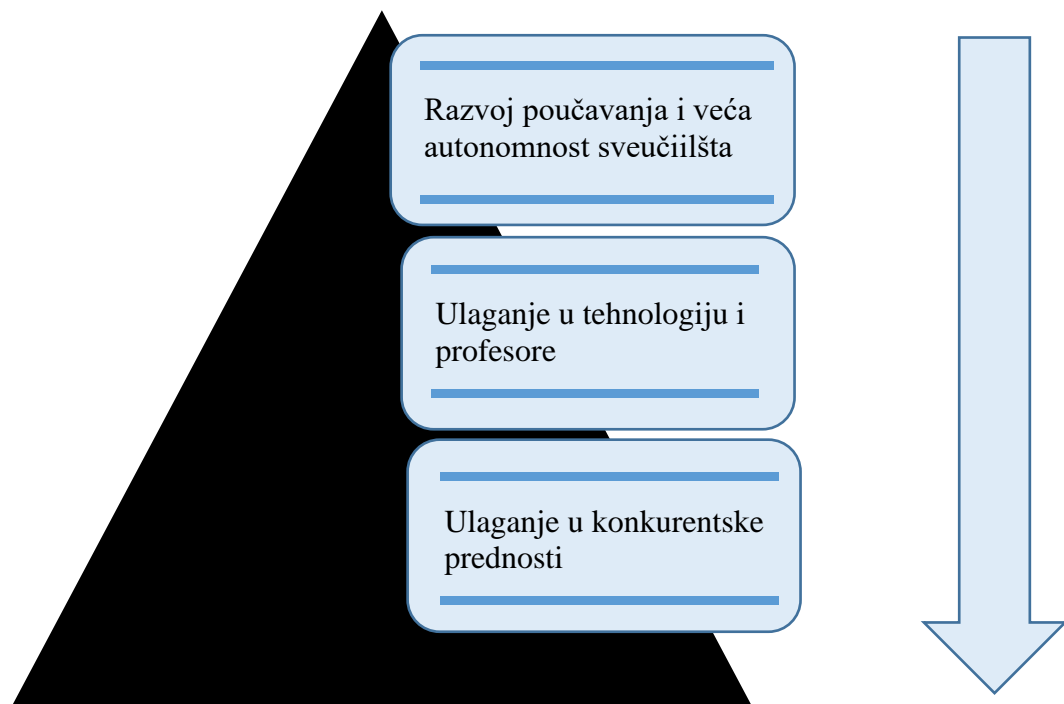 Razvoj poučavanja i veća
autonomnost sveučiilšta
Ulaganje u tehnologiju i
profesore
Ulaganje u konkurentske
prednosti